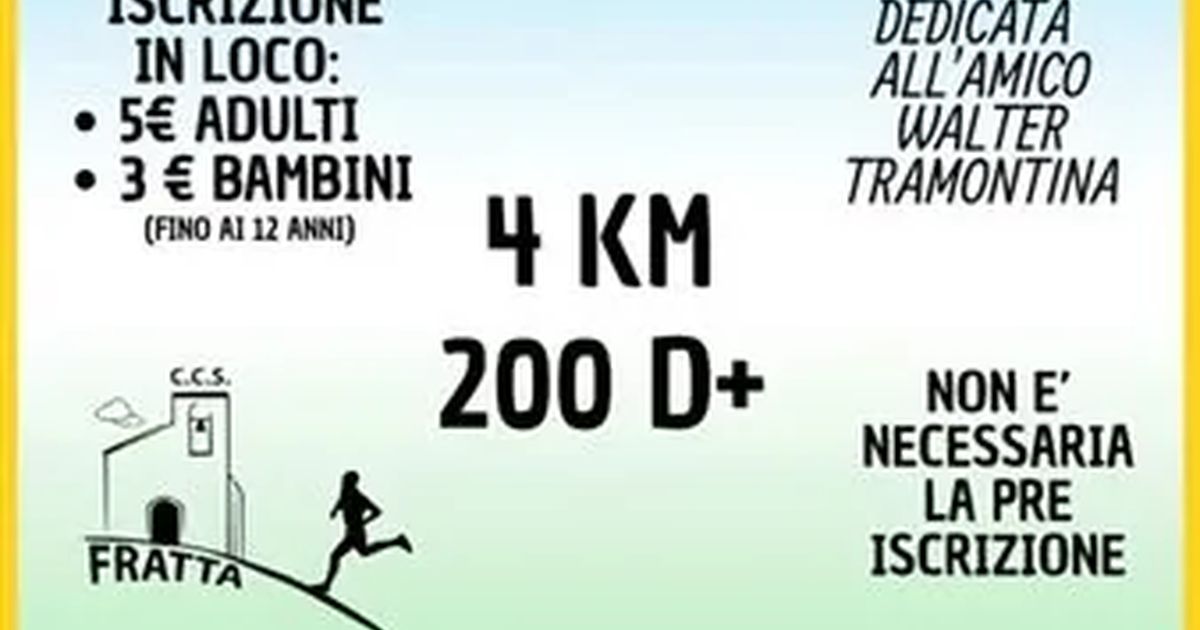 ISCRIZIONE
IN LOCO:
• 5€ ADULTI
• 3 € BAMBINI
(FINO AI 12 ANNI)
DEDICATA
ALL'AMICO
WALTER
TRAMONTINA
4 KM
200 D+
C.C.S.
FRATTA
NON E'
NECESSARIA
LA PRE
ISCRIZIONE